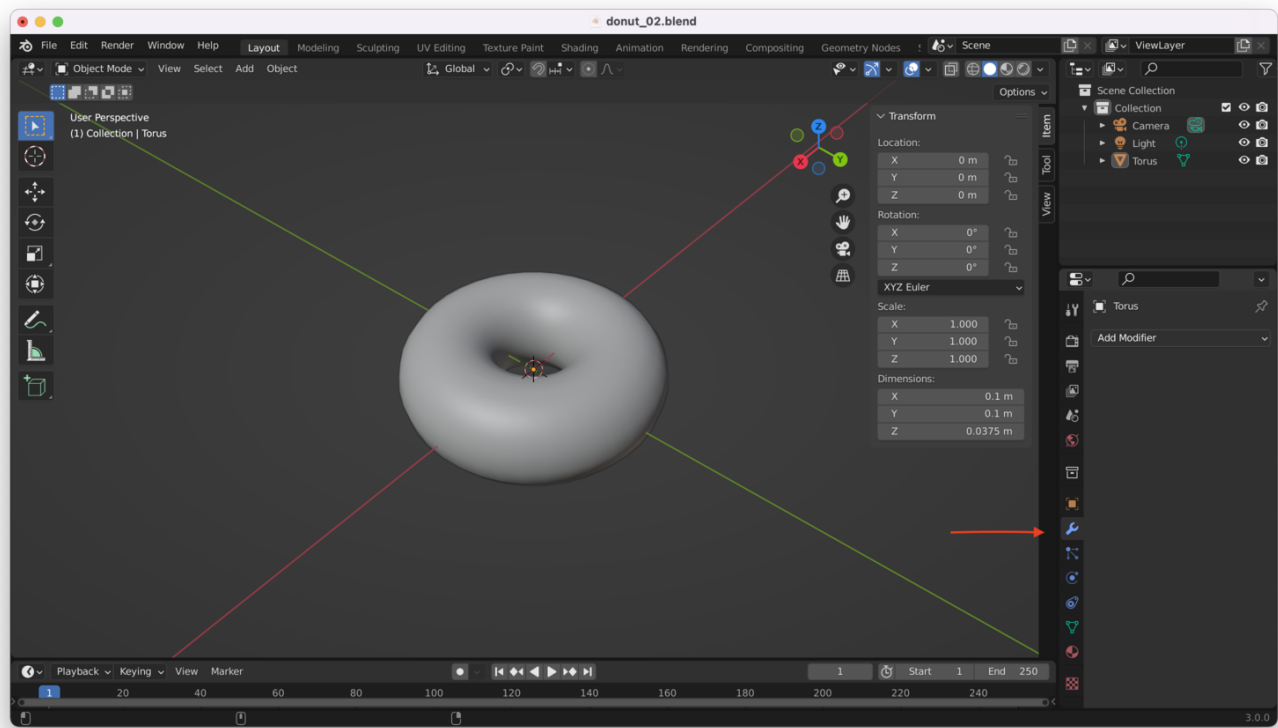 donut_02.blend
File Edit Render Window Help Layout Modeling Sculpting UV Editing Texture Paint Shading Animation Rendering Compositing Geometry Nodes Scene ViewLayer
Object Mode View Select Add Object Global
Options
User Perspective
(1) Collection | Torus
Z
Y
X
Transform
Location:
X 0 m
Y 0 m
Z 0 m
Rotation:
X 0°
Y 0°
Z 0°
XYZ Euler
Scale:
X 1.000
Y 1.000
Z 1.000
Dimensions:
X 0.1 m
Y 0.1 m
Z 0.0375 m
Item
Tool
View
Scene Collection
Collection
Camera
Light
Torus
Torus
Add Modifier
Playback Keying View Marker 1 Start 1 End 250
1 20 40 60 80 100 120 140 160 180 200 220 240
3.0.0